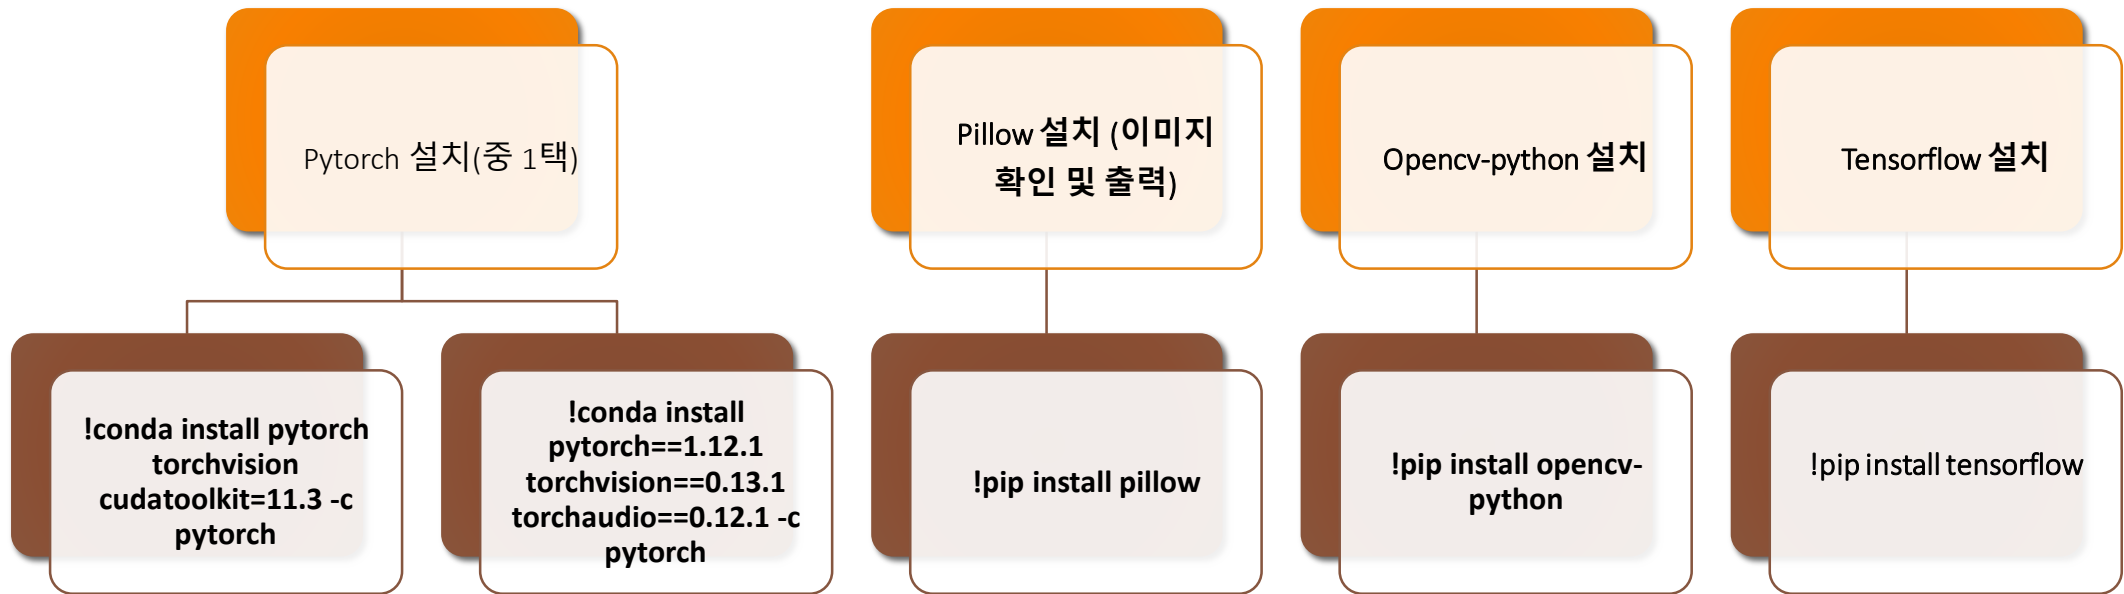 Pytorch 설치(중 1택)
Pillow 설치 (이미지
확인 및 출력)
Opencv-python 설치
Tensorflow 설치
!conda install pytorch
torchvision
cudatoolkit=11.3 -c
pytorch
!conda install
pytorch==1.12.1
torchvision==0.13.1
torchaudio==0.12.1 -c
pytorch
!pip install pillow
!pip install opencv-
python
!pip install tensorflow